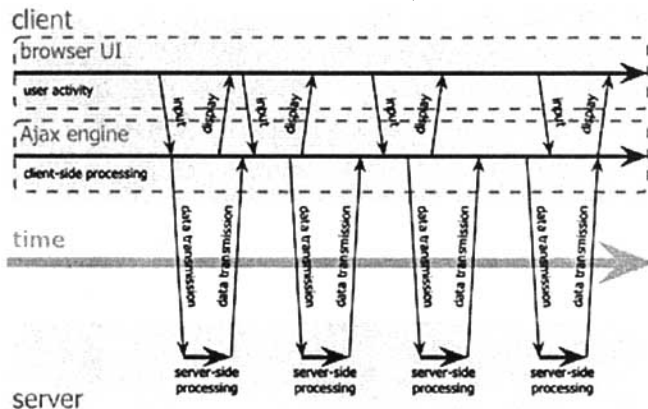 client
browser UI
user activity
input
display
input
display
input
display
input
display
Ajax engine
client-side processing
data transmission
data transmission
data transmission
data transmission
data transmission
data transmission
data transmission
data transmission
time
server-side
processing
server-side
processing
server-side
processing
server-side
processing
server